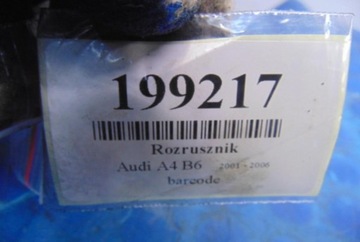 199217
Rozrusznik
Audi A4 B6 2001 - 2006
barcode